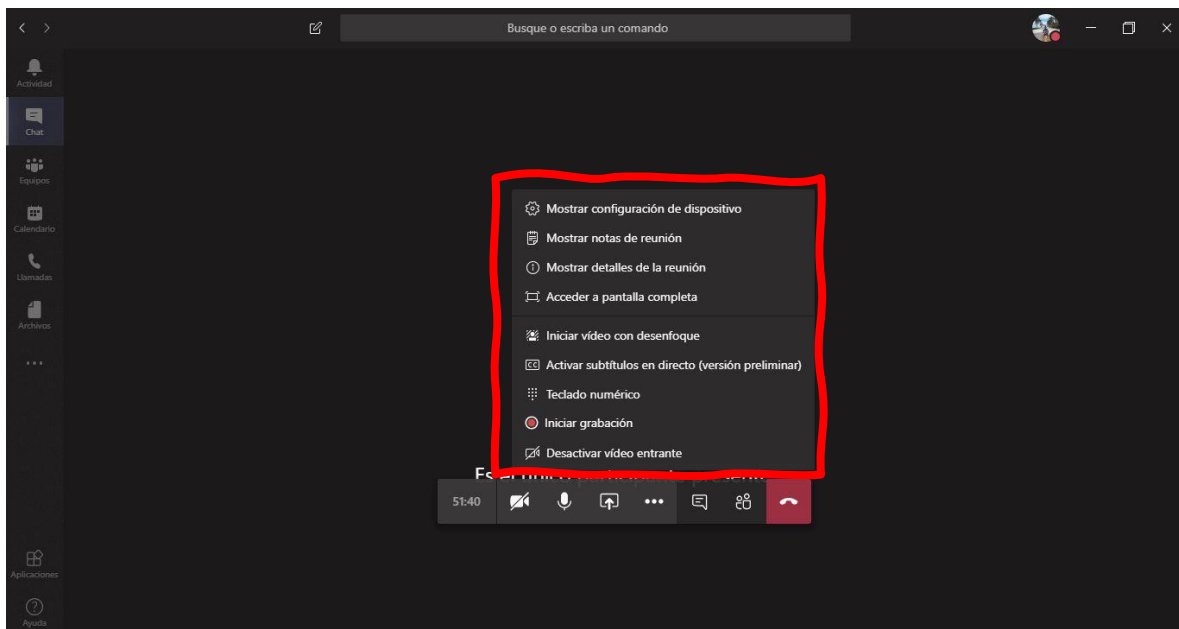 Busque o escriba un comando
Actividad
Chat
Equipos
Calendario
Llamadas
Archivos
Aplicaciones
Ayuda
Mostrar configuración de dispositivo
Mostrar notas de reunión
Mostrar detalles de la reunión
Acceder a pantalla completa
Iniciar vídeo con desenfoque
CC Activar subtítulos en directo (versión preliminar)
Teclado numérico
Iniciar grabación
Desactivar vídeo entrante
51:40